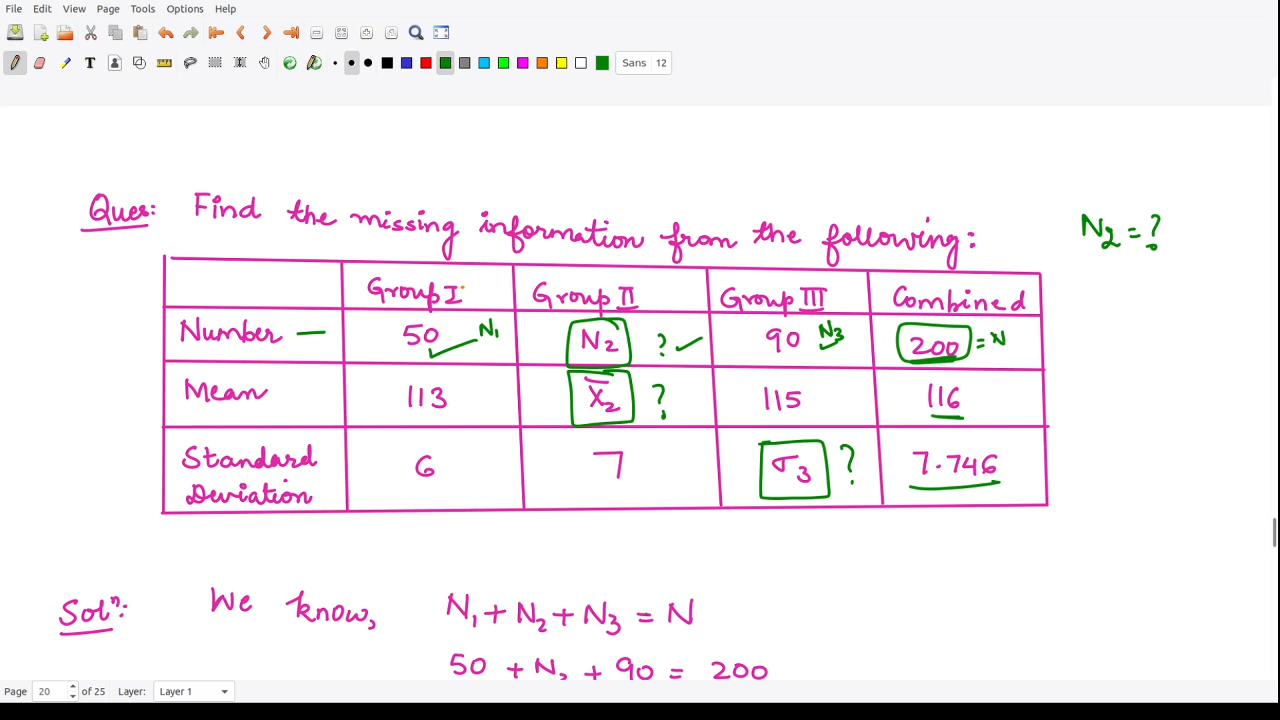 File Edit View Page Journal Tools Options Help
Sans 12
Ques: Find the missing information from the following:
N₂ = ?
Group I Group II Group III Combined
Number — 50 N₁ N₂ ? 90 N₃ 200 = N
Mean 113 X̄₂ ? 115 116
Standard Deviation 6 7 σ₃ ? 7.746
Solⁿ: We know, N₁ + N₂ + N₃ = N
50 + N₂ + 90 = 200
Page 20 of 25 Layer: Layer 1